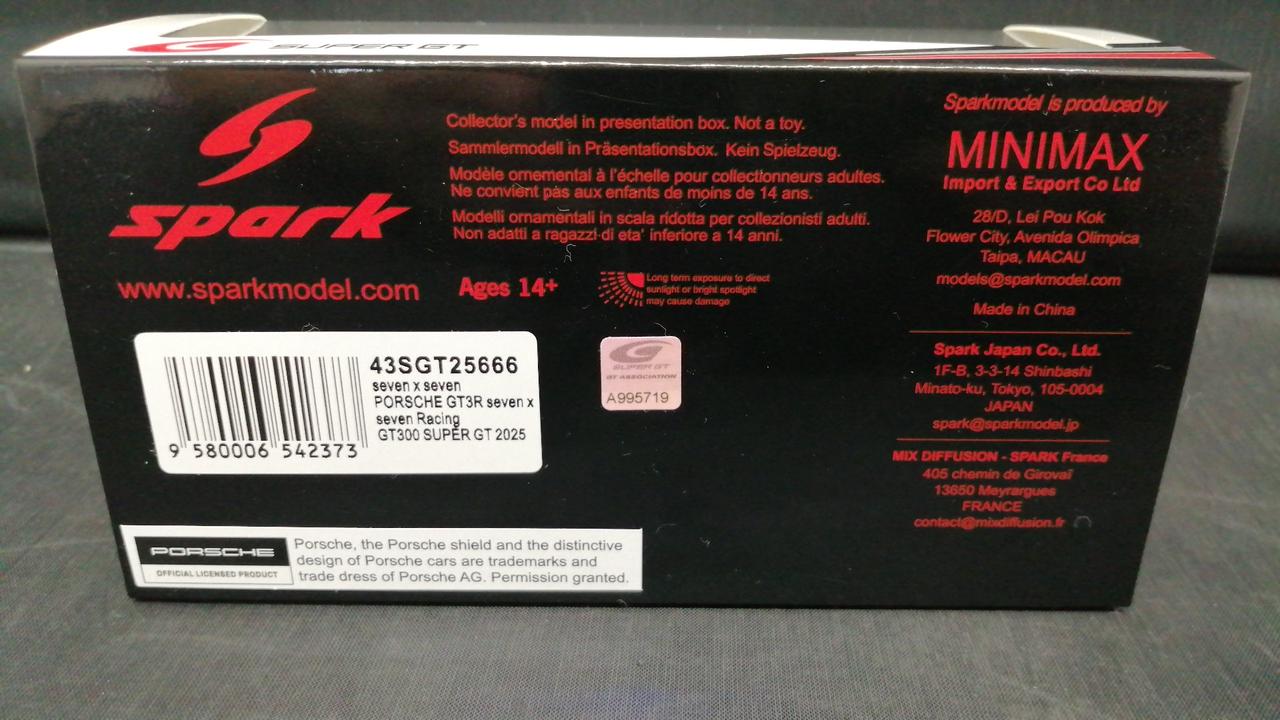 SUPER GT
spark
www.sparkmodel.com
Collector's model in presentation box. Not a toy.
Sammlermodell in Präsentationsbox. Kein Spielzeug.
Modèle ornemental à l'échelle pour collectionneurs adultes.
Ne convient pas aux enfants de moins de 14 ans.
Modelli ornamentali in scala ridotta per collezionisti adulti.
Non adatti a ragazzi di eta' inferiore a 14 anni.
Ages 14+
Long term exposure to direct
sunlight or bright spotlight
may cause damage
Sparkmodel is produced by
MINIMAX
Import & Export Co Ltd
28/D, Lei Pou Kok
Flower City, Avenida Olimpica
Taipa, MACAU
models@sparkmodel.com
Made in China
Spark Japan Co., Ltd.
1F-B, 3-3-14 Shinbashi
Minato-ku, Tokyo, 105-0004
JAPAN
spark@sparkmodel.jp
MIX DIFFUSION - SPARK France
405 chemin de Girovaï
13650 Meyrargues
FRANCE
contact@mixdiffusion.fr
43SGT25666
seven x seven
PORSCHE GT3R seven x
seven Racing
GT300 SUPER GT 2025
9 580006 542373
SUPER GT
GT ASSOCIATION
A995719
PORSCHE
OFFICIAL LICENSED PRODUCT
Porsche, the Porsche shield and the distinctive
design of Porsche cars are trademarks and
trade dress of Porsche AG. Permission granted.